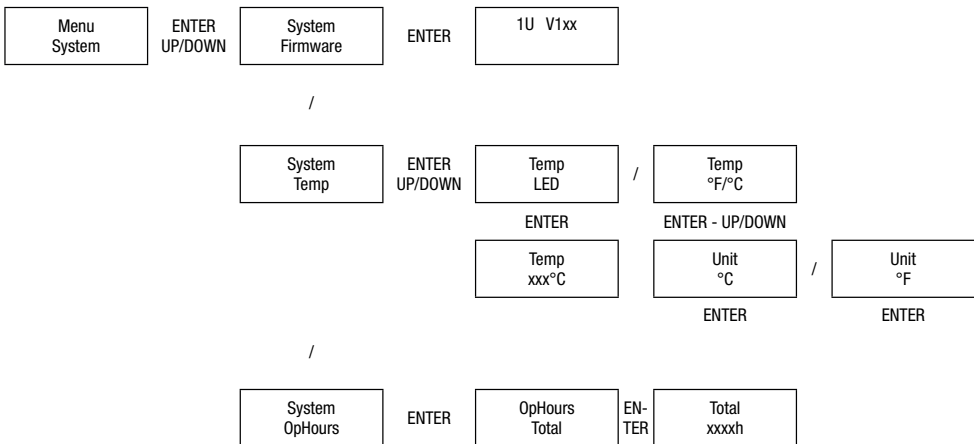 Menu
System
ENTER
UP/DOWN
System
Firmware
ENTER
1U V1xx
/
System
Temp
ENTER
UP/DOWN
Temp
LED
/
Temp
°F/°C
ENTER
ENTER - UP/DOWN
Temp
xxx°C
Unit
°C
/
Unit
°F
ENTER
ENTER
/
System
OpHours
ENTER
OpHours
Total
EN-
TER
Total
xxxxh